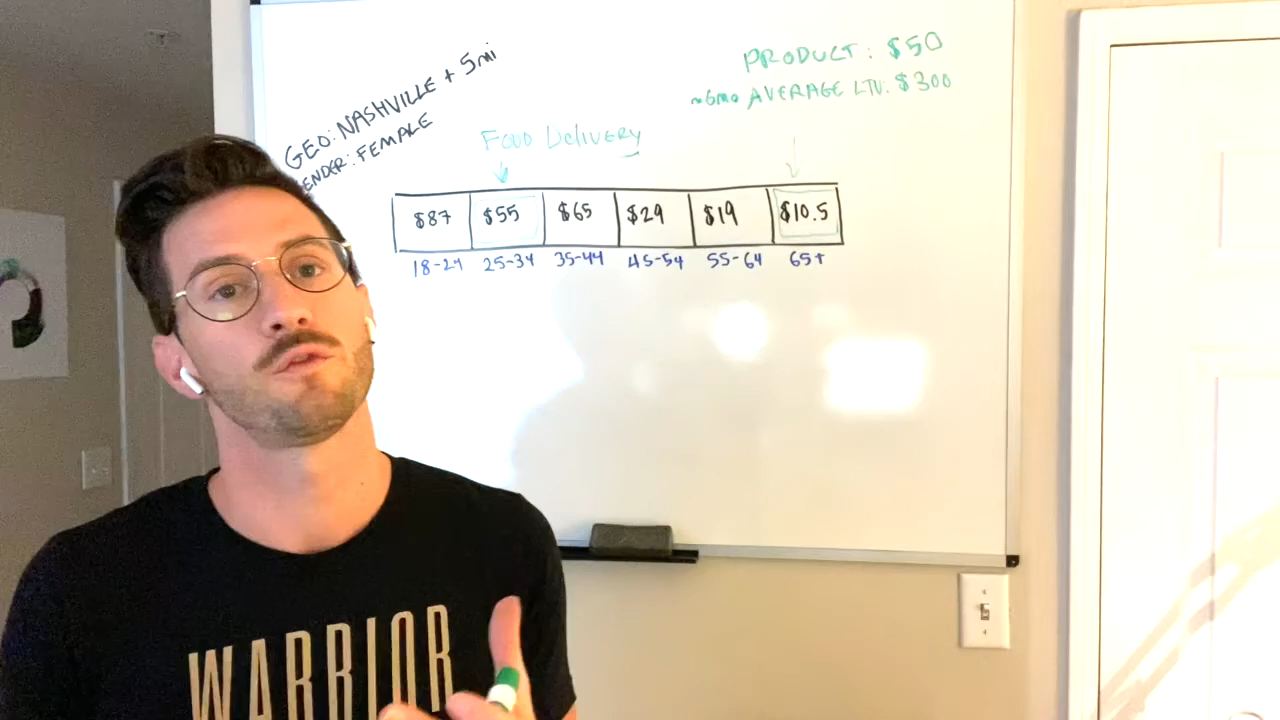 GEO: NASHVILLE + 5mi
ENDER: FEMALE
PRODUCT: $50
~6mo AVERAGE LTV: $300
FOOD DeliVERY
$87 $55 $65 $29 $19 $10.5
18-24 25-34 35-44 45-54 55-64 65+
WARRIOR